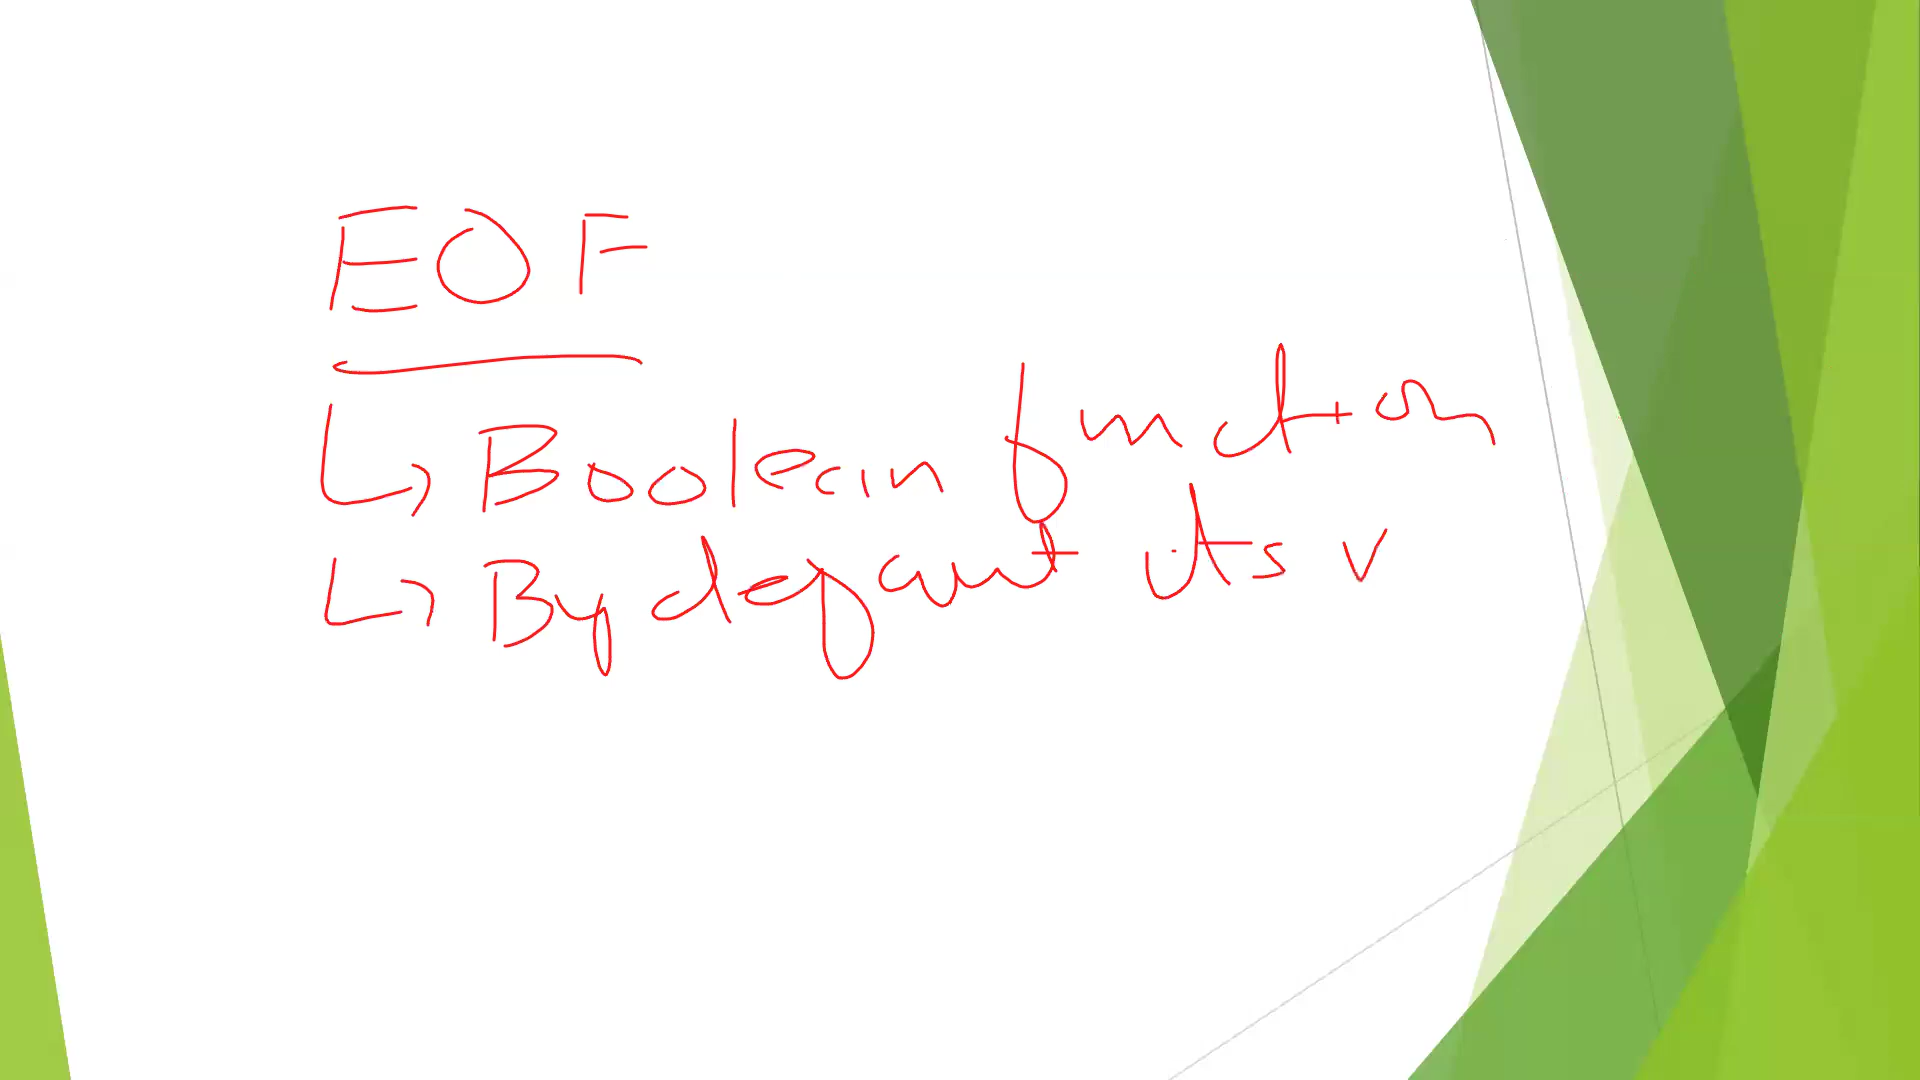 EOF
↳ Boolean function
↳ By default its v